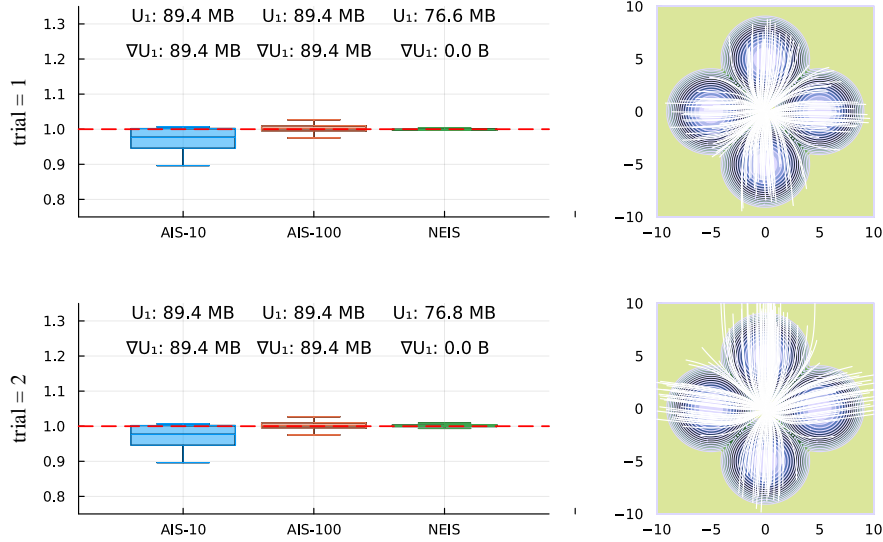 1.3
1.2
1.1
1.0
0.9
0.8
trial = 1
U₁: 89.4 MB U₁: 89.4 MB U₁: 76.6 MB
∇U₁: 89.4 MB ∇U₁: 89.4 MB ∇U₁: 0.0 B
AIS-10 AIS-100 NEIS
10
5
0
−5
−10
−10 −5 0 5 10
1.3
1.2
1.1
1.0
0.9
0.8
trial = 2
U₁: 89.4 MB U₁: 89.4 MB U₁: 76.8 MB
∇U₁: 89.4 MB ∇U₁: 89.4 MB ∇U₁: 0.0 B
AIS-10 AIS-100 NEIS
10
5
0
−5
−10
−10 −5 0 5 10